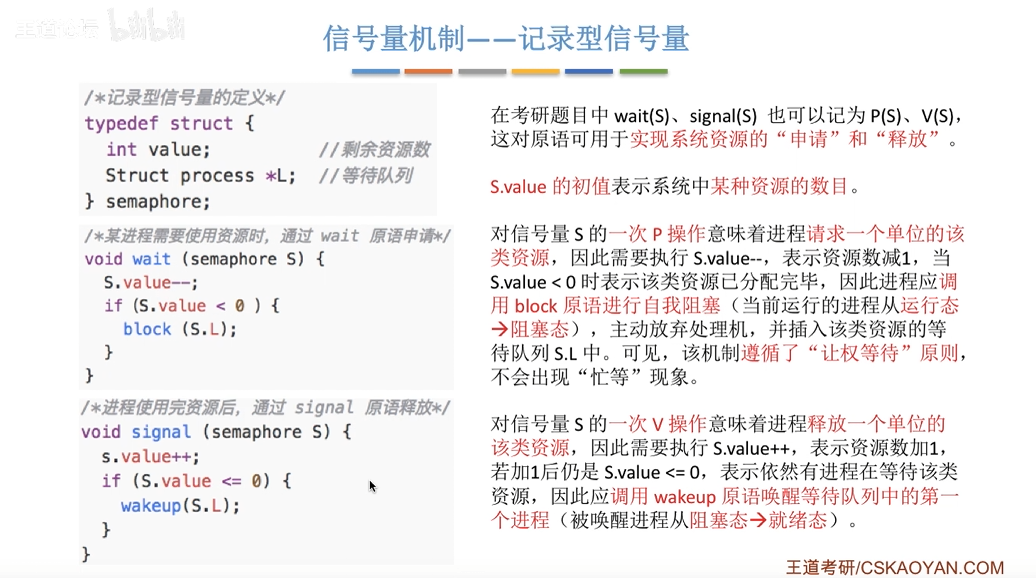 王道论坛 bilibili
信号量机制——记录型信号量
/*记录型信号量的定义*/
typedef struct {
int value; //剩余资源数
Struct process *L; //等待队列
} semaphore;
/*某进程需要使用资源时，通过 wait 原语申请*/
void wait (semaphore S) {
S.value--;
if (S.value < 0 ) {
block (S.L);
}
}
/*进程使用完资源后，通过 signal 原语释放*/
void signal (semaphore S) {
s.value++;
if (S.value <= 0) {
wakeup(S.L);
}
}
在考研题目中 wait(S)、signal(S) 也可以记为 P(S)、V(S)，
这对原语可用于实现系统资源的“申请”和“释放”。
S.value 的初值表示系统中某种资源的数目。
对信号量 S 的一次 P 操作意味着进程请求一个单位的该
类资源，因此需要执行 S.value--，表示资源数减1，当
S.value < 0 时表示该类资源已分配完毕，因此进程应调
用 block 原语进行自我阻塞（当前运行的进程从运行态
→阻塞态），主动放弃处理机，并插入该类资源的等
待队列 S.L 中。可见，该机制遵循了“让权等待”原则，
不会出现“忙等”现象。
对信号量 S 的一次 V 操作意味着进程释放一个单位的
该类资源，因此需要执行 S.value++，表示资源数加1，
若加1后仍是 S.value <= 0，表示依然有进程在等待该类
资源，因此应调用 wakeup 原语唤醒等待队列中的第一
个进程（被唤醒进程从阻塞态→就绪态）。
王道考研/CSKAOYAN.COM